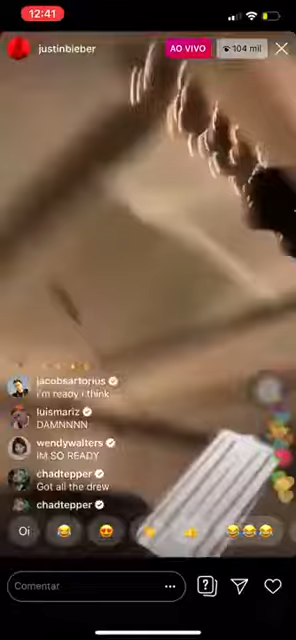 12:41
justinbieber
AO VIVO
104 mil
jacobsartorius
i'm ready i think
luismariz
DAMNNNN
wendywalters
IM SO READY
chadtepper
Got all the drew
chadtepper
Oi
Comentar